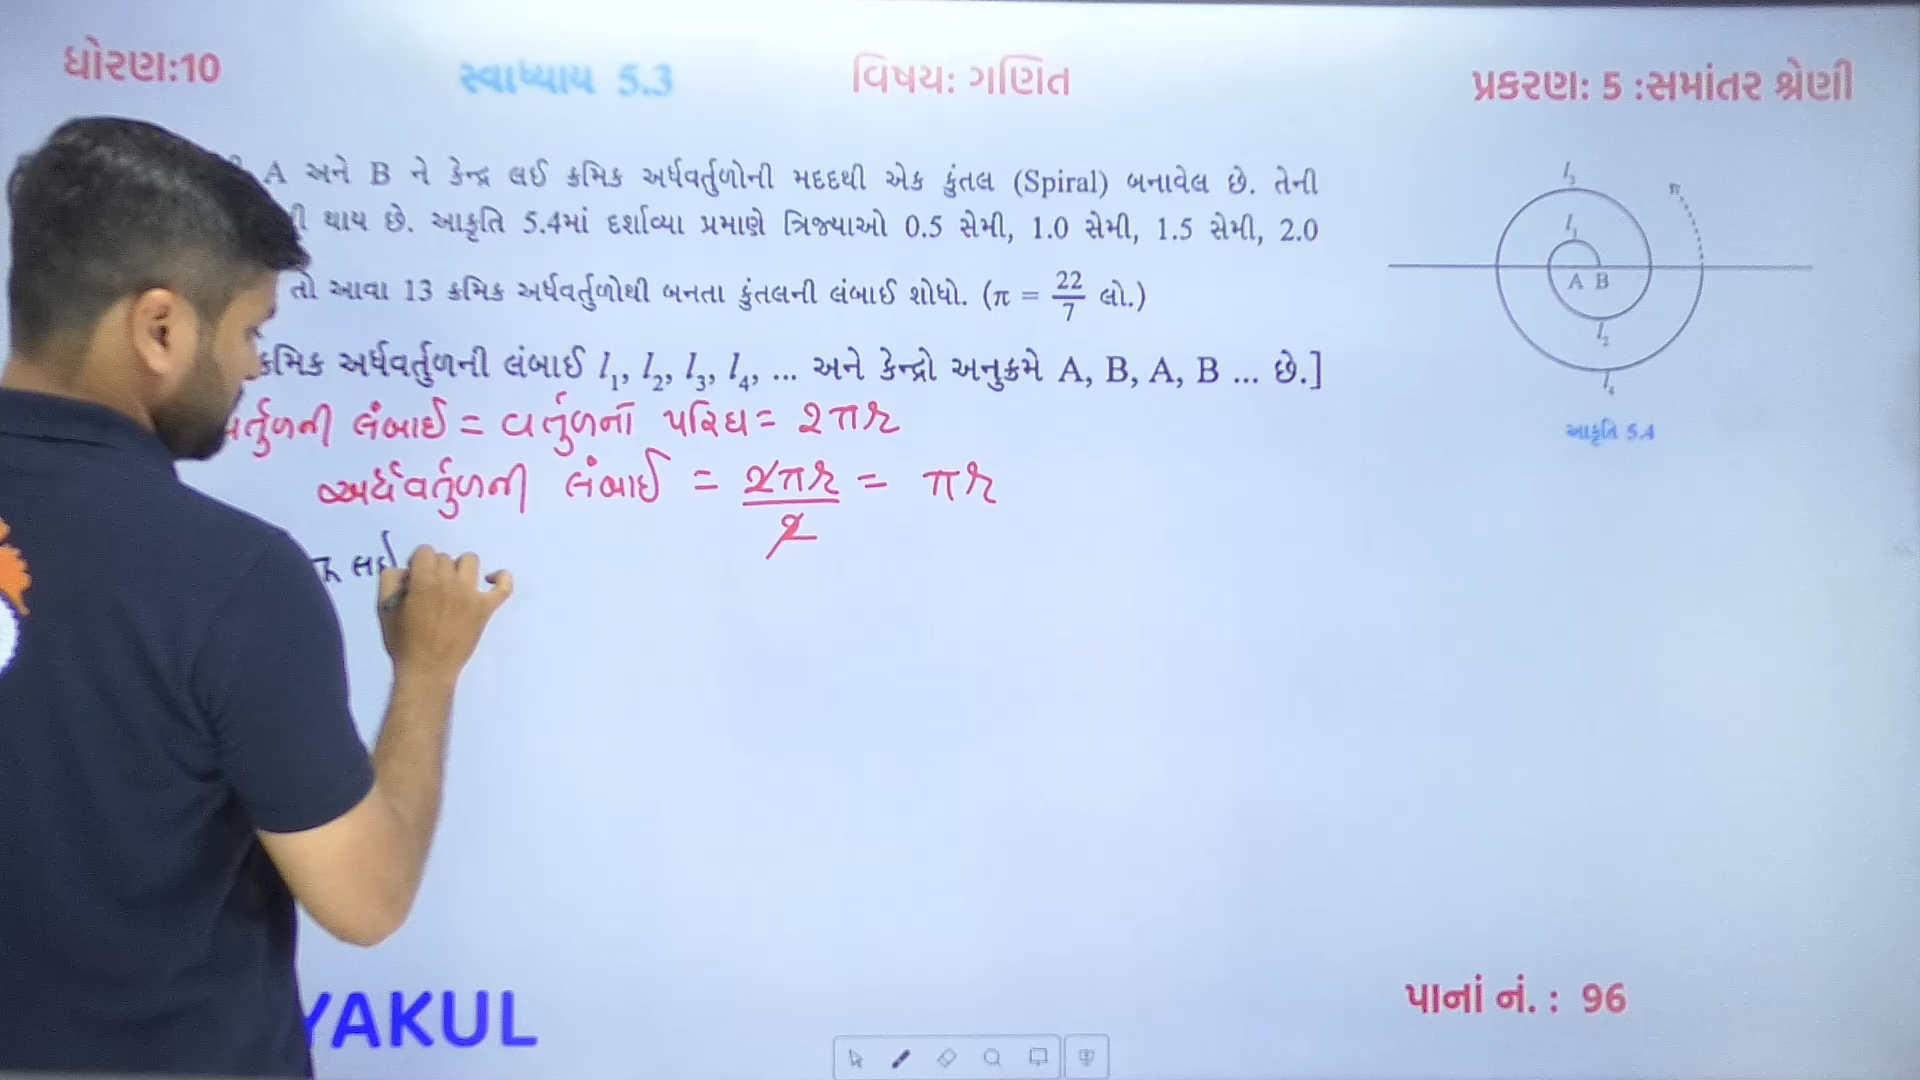 ધોરણ:10
સ્વાધ્યાય 5.3
વિષય: ગણિત
પ્રકરણ: 5 :સમાંતર શ્રેણી
A અને B ને કેન્દ્ર લઈ ક્રમિક અર્ધવર્તુળોની મદદથી એક કુંતલ (Spiral) બનાવેલ છે. તેની
થાય છે. આકૃતિ 5.4માં દર્શાવ્યા પ્રમાણે ત્રિજ્યાઓ 0.5 સેમી, 1.0 સેમી, 1.5 સેમી, 2.0
તો આવા 13 ક્રમિક અર્ધવર્તુળોથી બનતા કુંતલની લંબાઈ શોધો. (π = 22/7 લો.)
ક્રમિક અર્ધવર્તુળની લંબાઈ l₁, l₂, l₃, l₄, ... અને કેન્દ્રો અનુક્રમે A, B, A, B ... છે.]
l₃
l₁
A B
l₂
l₄
આકૃતિ 5.4
વર્તુળની લંબાઈ = વર્તુળનો પરિઘ = 2πr
અર્ધવર્તુળની લંબાઈ = 2πr/2 = πr
લઈ
YAKUL
પાનાં નં. : 96